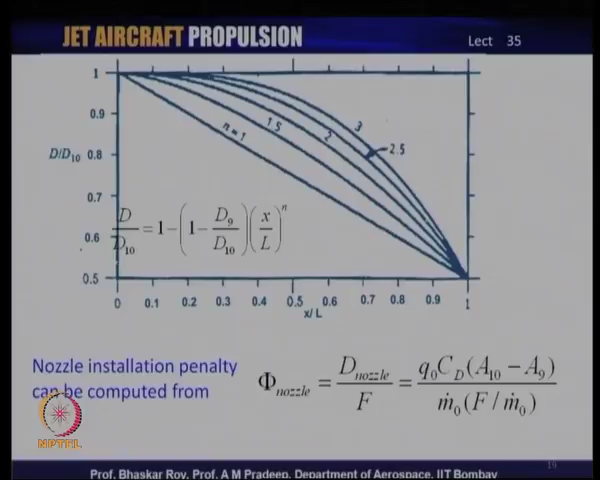 JET AIRCRAFT PROPULSION
Lect 35
1
0.9
D/D10 0.8
0.7
0.6
0.5
n = 1
1.5
2
3
2.5
D/D10 = 1 - (1 - D9/D10)(x/L)^n
0 0.1 0.2 0.3 0.4 0.5 0.6 0.7 0.8 0.9 1
x/L
Nozzle installation penalty
can be computed from
Φnozzle = Dnozzle/F = q0CD(A10 - A9)/ṁ0(F/ṁ0)
NPTEL
19
Prof. Bhaskar Roy, Prof. A M Pradeep, Department of Aerospace, IIT Bombay